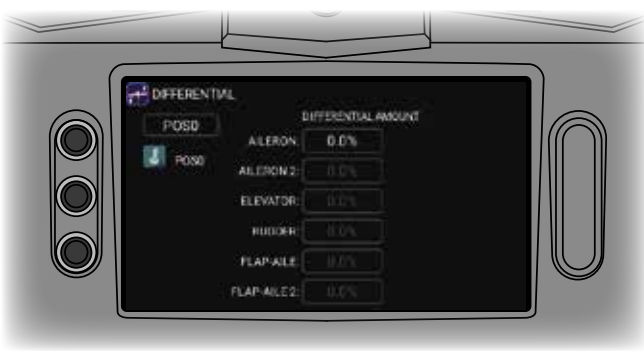 DIFFERENTIAL
POS0
DIFFERENTIAL AMOUNT
POS0
AILERON: 0.0%
AILERON 2: 0.0%
ELEVATOR: 0.0%
RUDDER: 0.0%
FLAP-AILE: 0.0%
FLAP-AILE 2: 0.0%